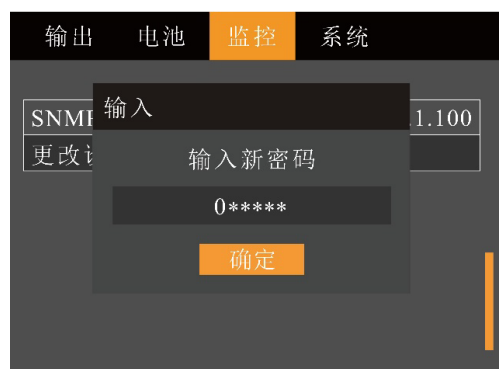 输出 电池 监控 系统
输入
SNM 1.100
更改
输入新密码
0*****
确定